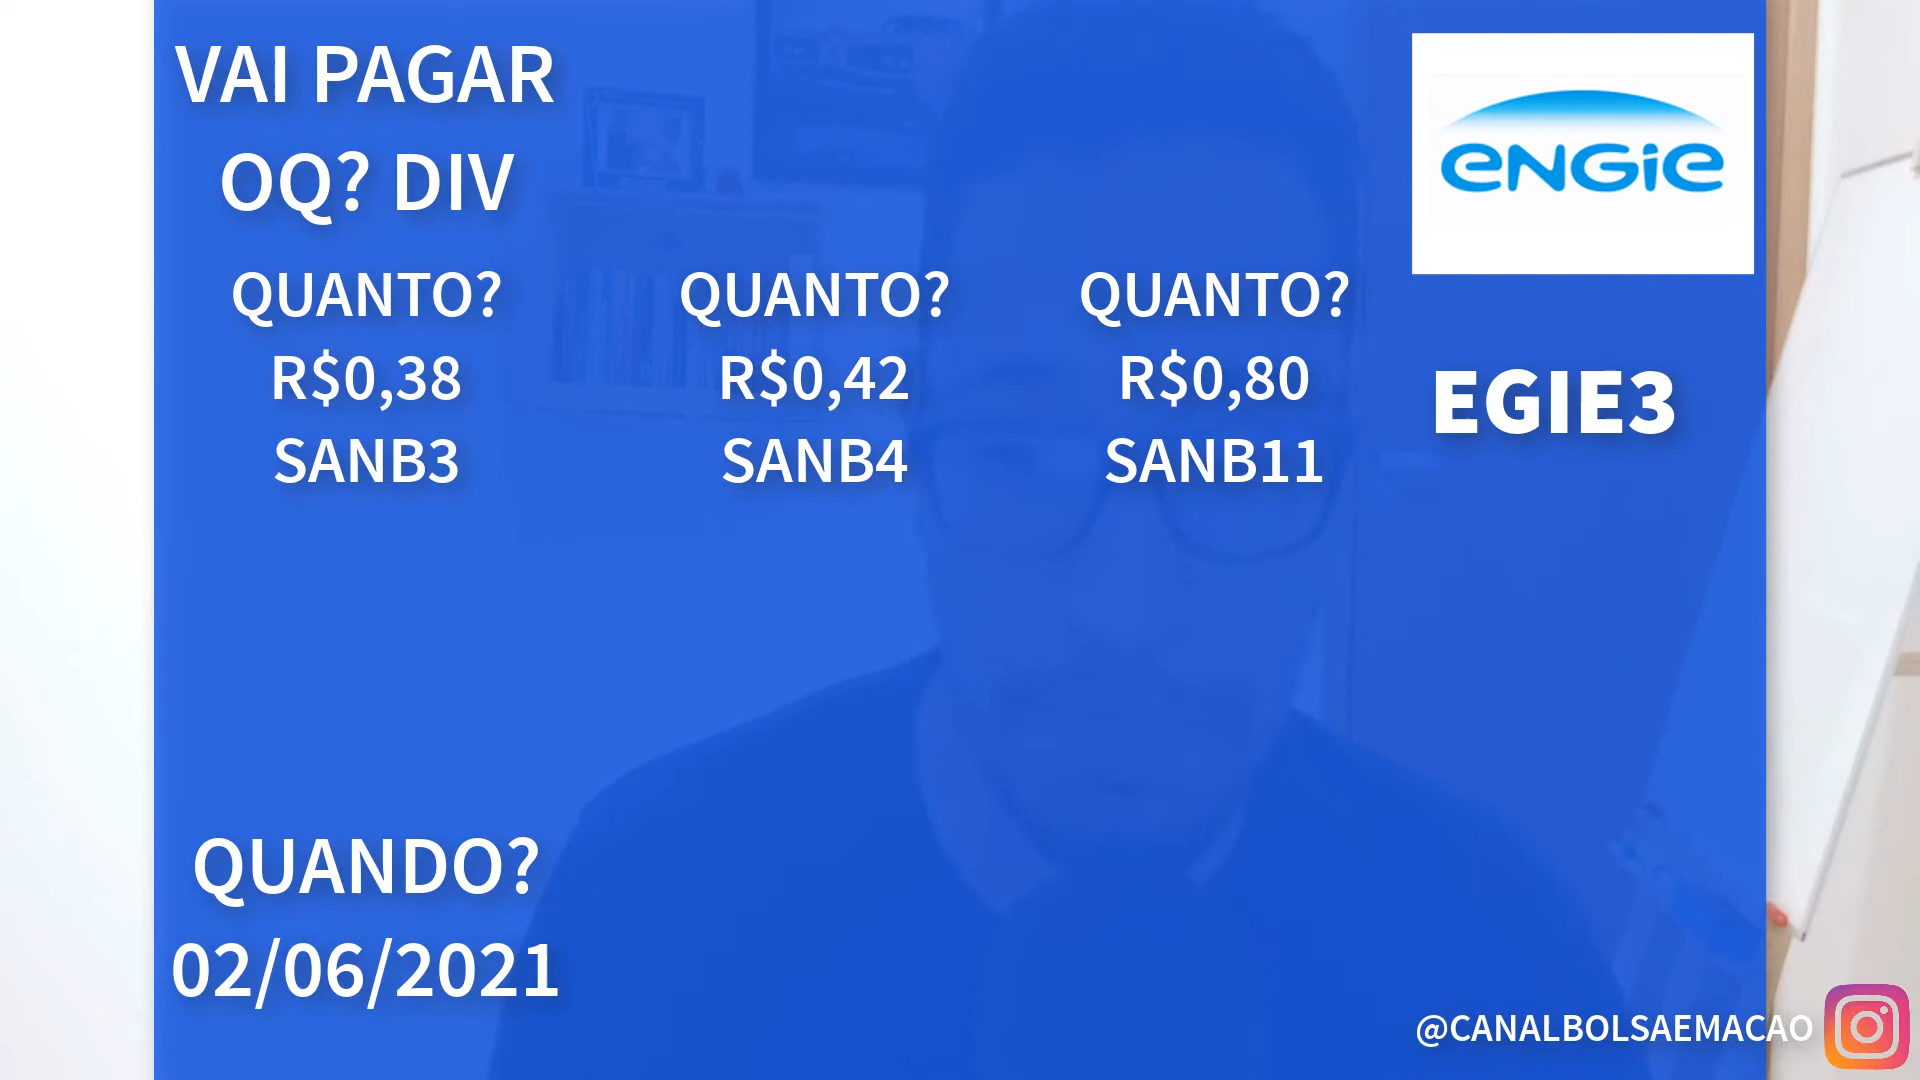 VAI PAGAR
OQ? DIV
QUANTO?
R$0,38
SANB3
QUANTO?
R$0,42
SANB4
QUANTO?
R$0,80
SANB11
ENGIE
EGIE3
QUANDO?
02/06/2021
@CANALBOLSAEMACAO